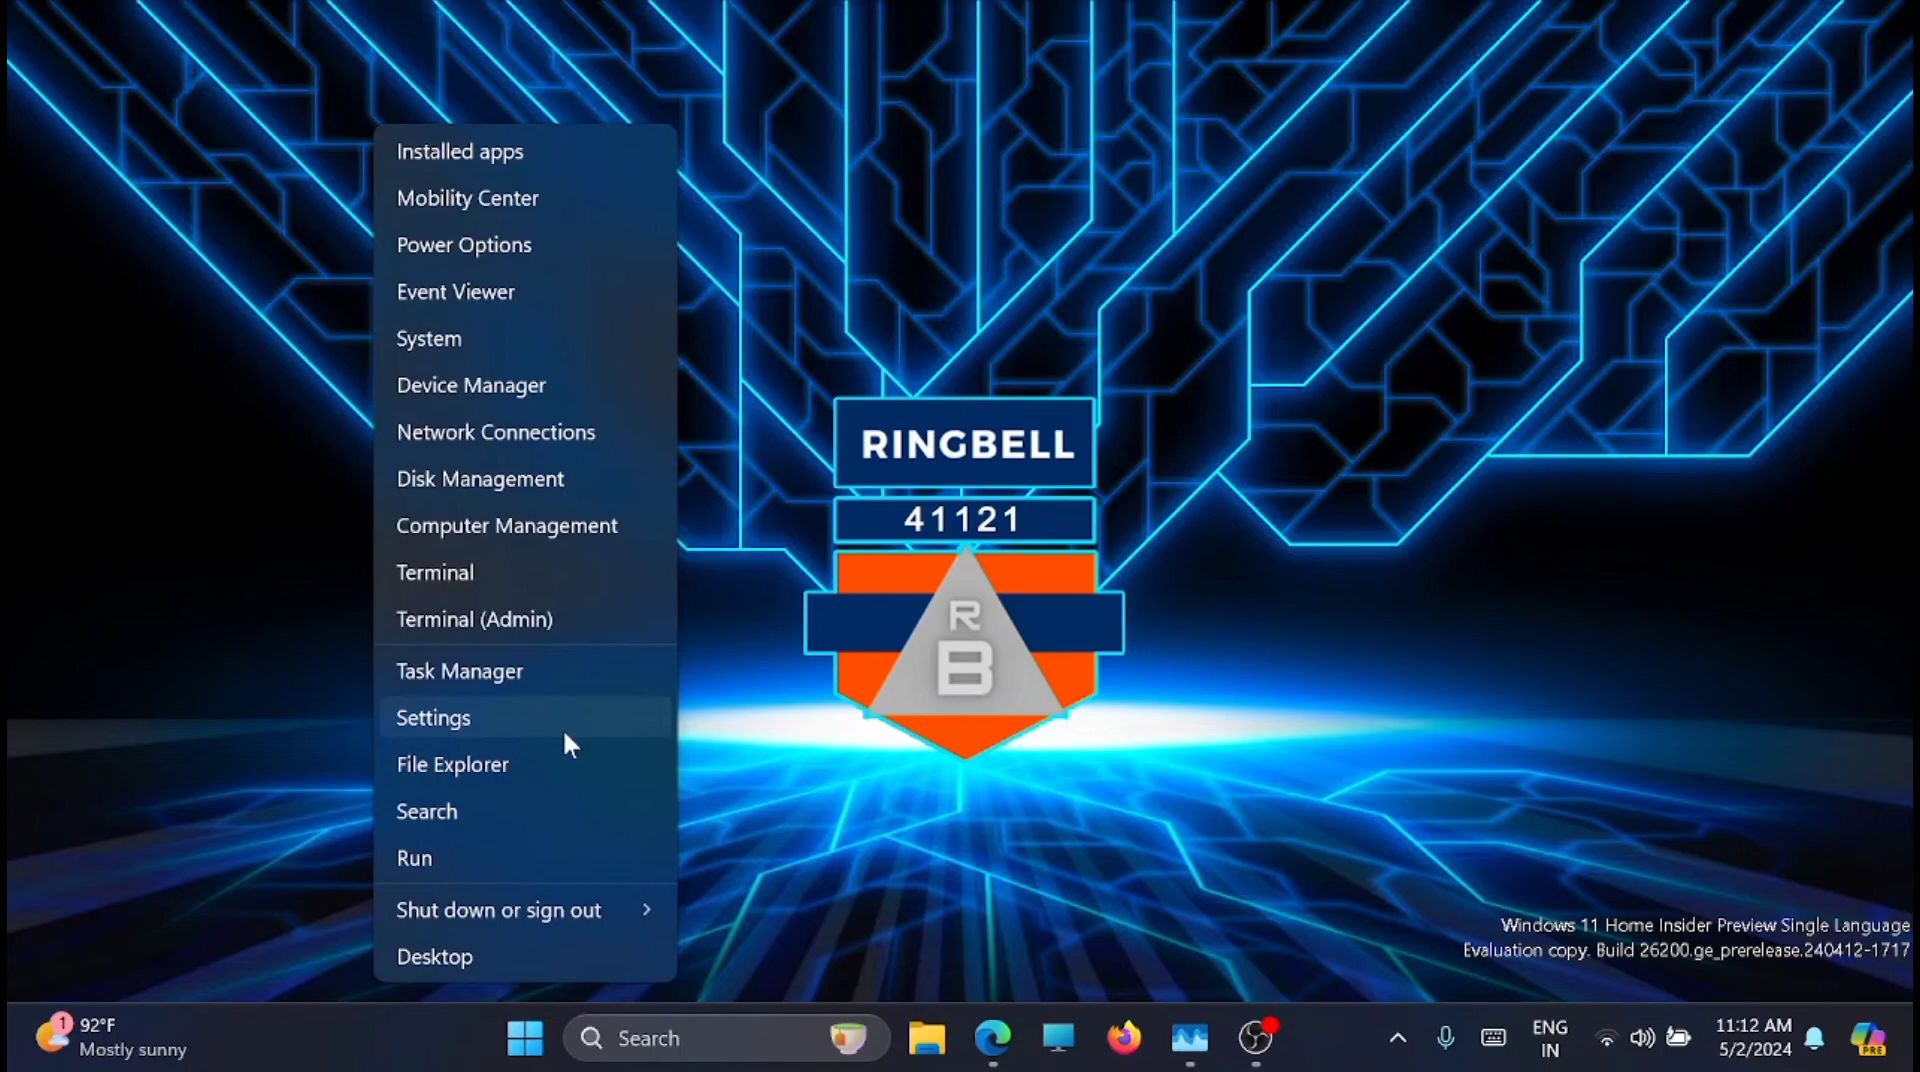 Installed apps
Mobility Center
Power Options
Event Viewer
System
Device Manager
Network Connections
Disk Management
Computer Management
Terminal
Terminal (Admin)
Task Manager
Settings
File Explorer
Search
Run
Shut down or sign out
Desktop
RINGBELL
41121
R
B
Windows 11 Home Insider Preview Single Language
Evaluation copy. Build 26200.ge_prerelease.240412-1717
1
92°F
Mostly sunny
Search
ENG
IN
11:12 AM
5/2/2024
PRE